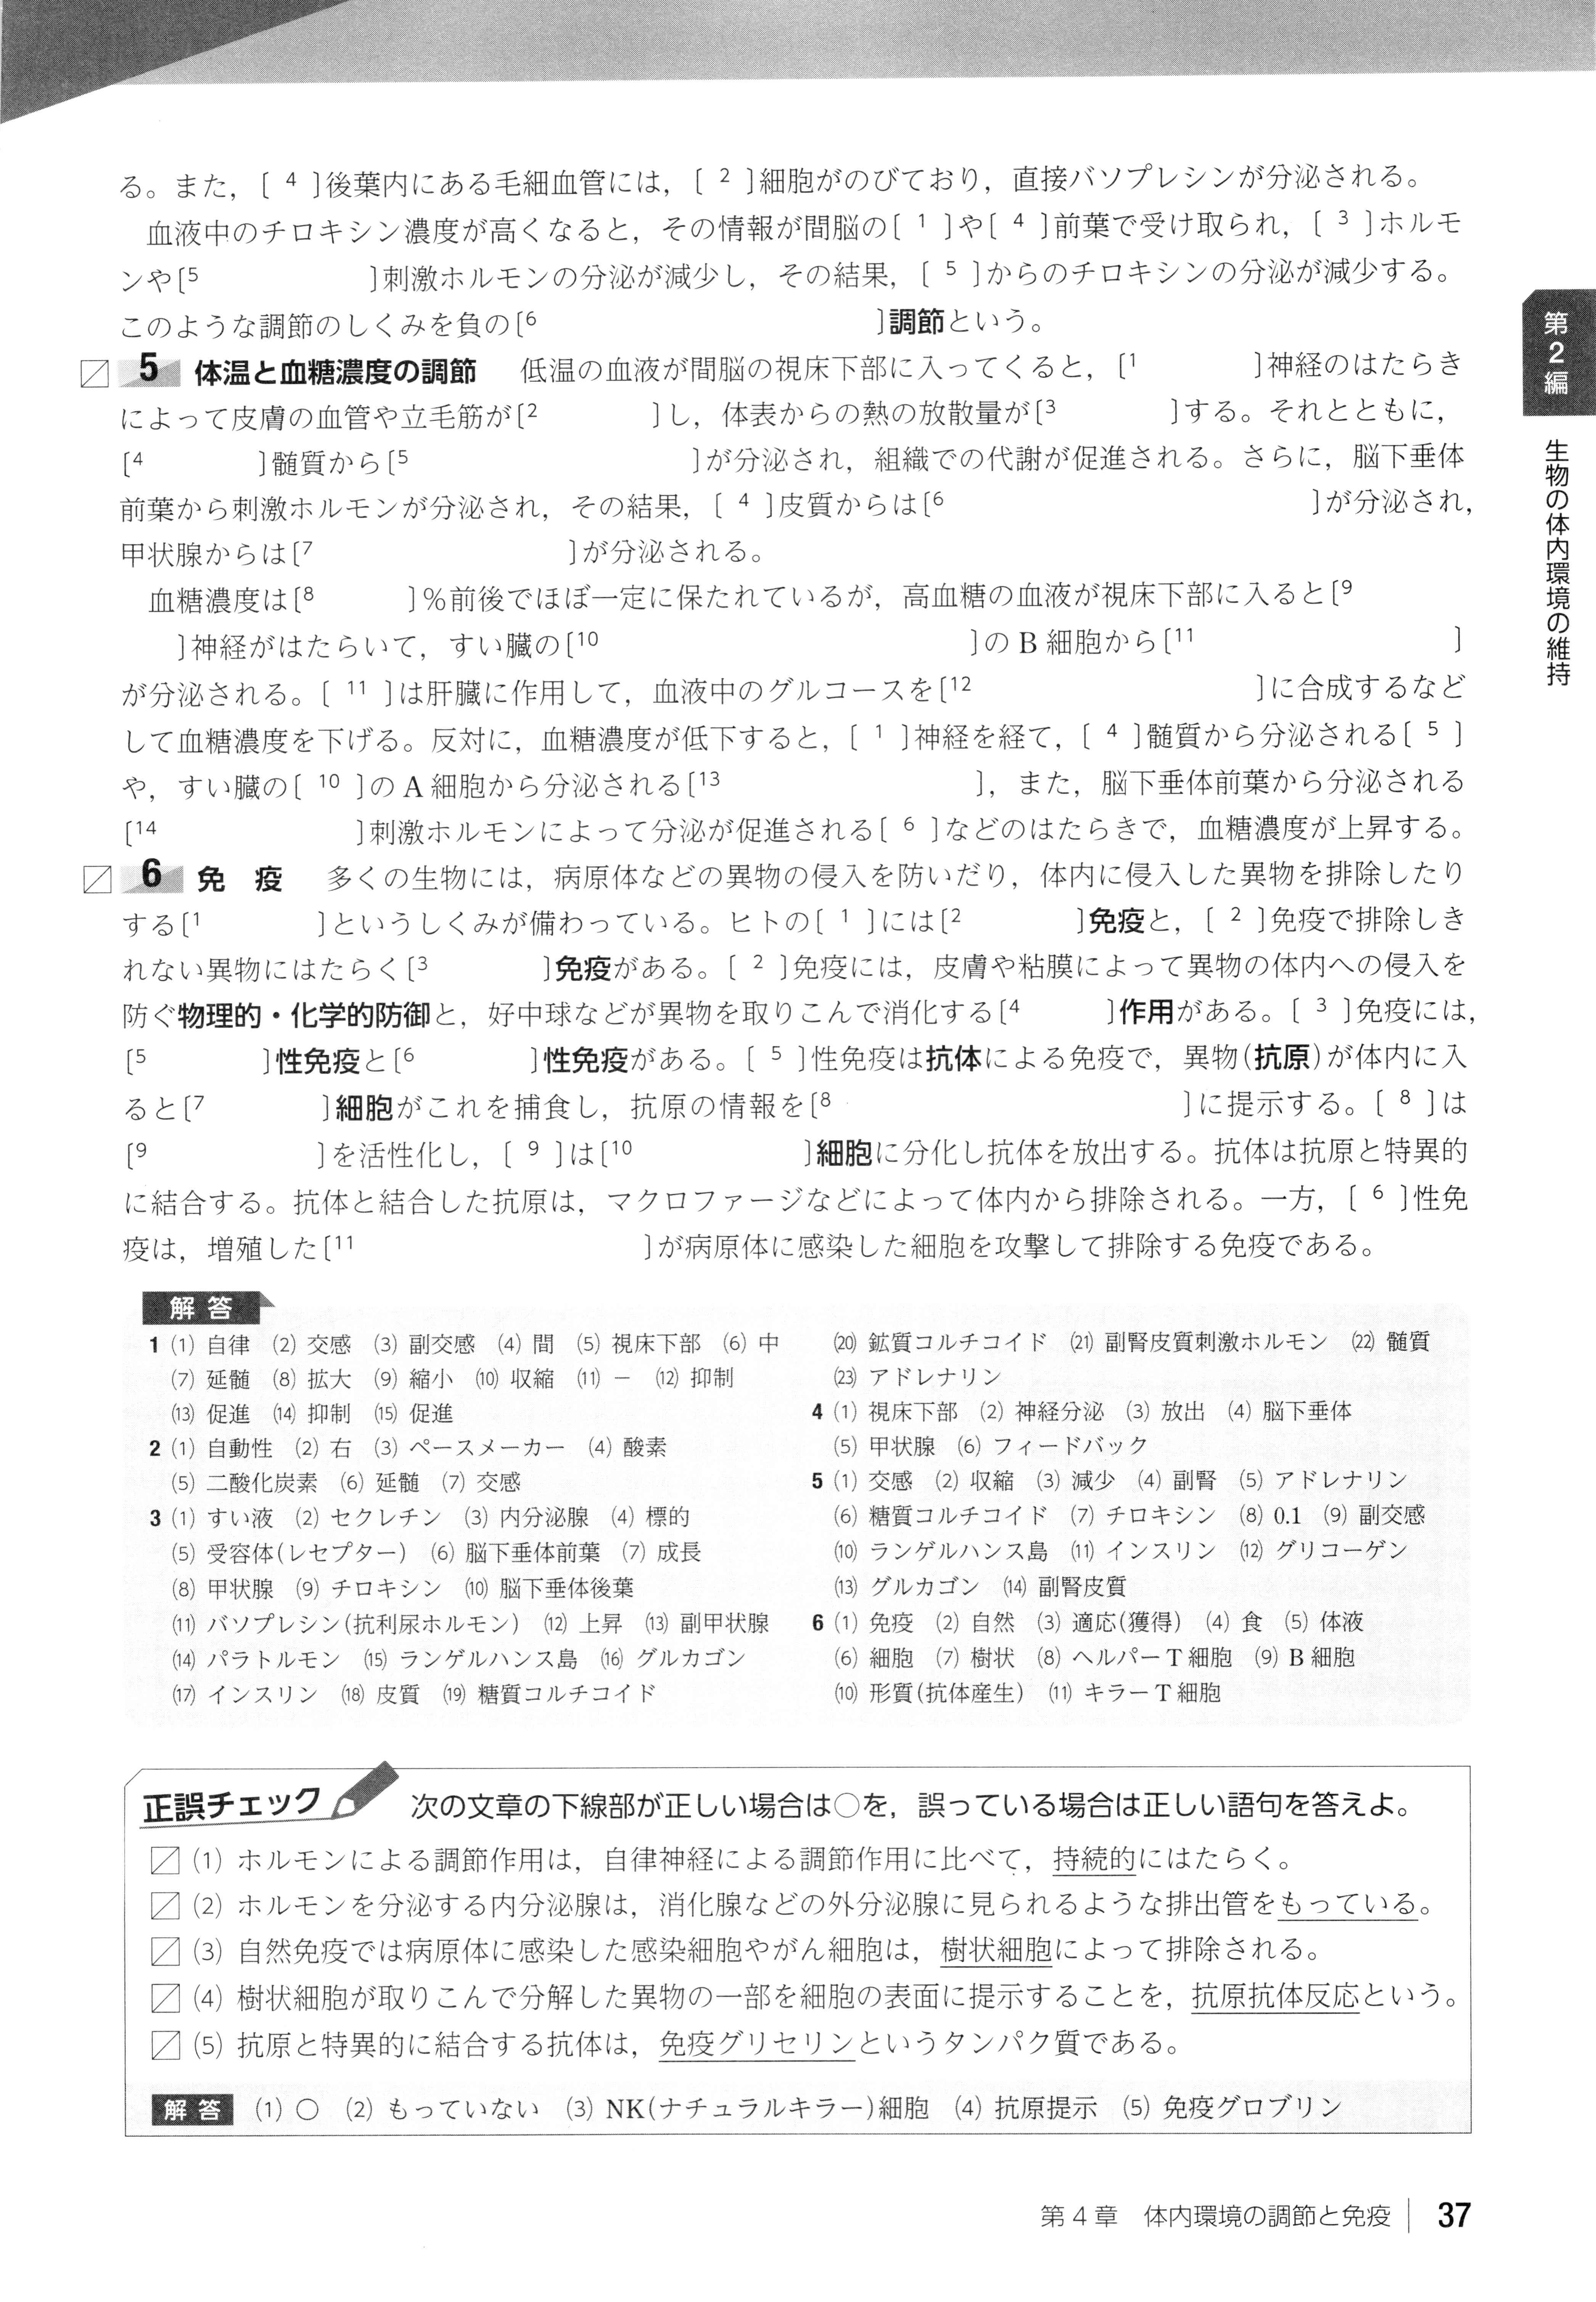 る。また，[ 4 ]後葉内にある毛細血管には，[ 2 ]細胞がのびており，直接バソプレシンが分泌される。
血液中のチロキシン濃度が高くなると，その情報が間脳の[ 1 ]や[ 4 ]前葉で受け取られ，[ 3 ]ホルモ
ンや[5 ]刺激ホルモンの分泌が減少し，その結果，[ 5 ]からのチロキシンの分泌が減少する。
このような調節のしくみを負の[6 ]調節という。
5 体温と血糖濃度の調節 低温の血液が間脳の視床下部に入ってくると，[1 ]神経のはたらき
によって皮膚の血管や立毛筋が[2 ]し，体表からの熱の放散量が[3 ]する。それとともに，
[4 ]髄質から[5 ]が分泌され，組織での代謝が促進される。さらに，脳下垂体
前葉から刺激ホルモンが分泌され，その結果，[ 4 ]皮質からは[6 ]が分泌され，
甲状腺からは[7 ]が分泌される。
血糖濃度は[8 ]％前後でほぼ一定に保たれているが，高血糖の血液が視床下部に入ると[9
]神経がはたらいて，すい臓の[10 ]の B 細胞から[11 ]
が分泌される。[ 11 ]は肝臓に作用して，血液中のグルコースを[12 ]に合成するなど
して血糖濃度を下げる。反対に，血糖濃度が低下すると，[ 1 ]神経を経て，[ 4 ]髄質から分泌される[ 5 ]
や，すい臓の[ 10 ]の A 細胞から分泌される[13 ]，また，脳下垂体前葉から分泌される
[14 ]刺激ホルモンによって分泌が促進される[ 6 ]などのはたらきで，血糖濃度が上昇する。
6 免 疫 多くの生物には，病原体などの異物の侵入を防いだり，体内に侵入した異物を排除したり
する[1 ]というしくみが備わっている。ヒトの[ 1 ]には[2 ]免疫と，[ 2 ]免疫で排除しき
れない異物にはたらく[3 ]免疫がある。[ 2 ]免疫には，皮膚や粘膜によって異物の体内への侵入を
防ぐ物理的・化学的防御と，好中球などが異物を取りこんで消化する[4 ]作用がある。[ 3 ]免疫には，
[5 ]性免疫と[6 ]性免疫がある。[ 5 ]性免疫は抗体による免疫で，異物(抗原)が体内に入
ると[7 ]細胞がこれを捕食し，抗原の情報を[8 ]に提示する。[ 8 ]は
[9 ]を活性化し，[ 9 ]は[10 ]細胞に分化し抗体を放出する。抗体は抗原と特異的
に結合する。抗体と結合した抗原は，マクロファージなどによって体内から排除される。一方，[ 6 ]性免
疫は，増殖した[11 ]が病原体に感染した細胞を攻撃して排除する免疫である。
解答
1 (1) 自律 (2) 交感 (3) 副交感 (4) 間 (5) 視床下部 (6) 中
(7) 延髄 (8) 拡大 (9) 縮小 (10) 収縮 (11) － (12) 抑制
(13) 促進 (14) 抑制 (15) 促進
2 (1) 自動性 (2) 右 (3) ペースメーカー (4) 酸素
(5) 二酸化炭素 (6) 延髄 (7) 交感
3 (1) すい液 (2) セクレチン (3) 内分泌腺 (4) 標的
(5) 受容体(レセプター) (6) 脳下垂体前葉 (7) 成長
(8) 甲状腺 (9) チロキシン (10) 脳下垂体後葉
(11) バソプレシン(抗利尿ホルモン) (12) 上昇 (13) 副甲状腺
(14) パラトルモン (15) ランゲルハンス島 (16) グルカゴン
(17) インスリン (18) 皮質 (19) 糖質コルチコイド
(20) 鉱質コルチコイド (21) 副腎皮質刺激ホルモン (22) 髄質
(23) アドレナリン
4 (1) 視床下部 (2) 神経分泌 (3) 放出 (4) 脳下垂体
(5) 甲状腺 (6) フィードバック
5 (1) 交感 (2) 収縮 (3) 減少 (4) 副腎 (5) アドレナリン
(6) 糖質コルチコイド (7) チロキシン (8) 0.1 (9) 副交感
(10) ランゲルハンス島 (11) インスリン (12) グリコーゲン
(13) グルカゴン (14) 副腎皮質
6 (1) 免疫 (2) 自然 (3) 適応(獲得) (4) 食 (5) 体液
(6) 細胞 (7) 樹状 (8) ヘルパー T 細胞 (9) B 細胞
(10) 形質(抗体産生) (11) キラー T 細胞
正誤チェック 次の文章の下線部が正しい場合は○を，誤っている場合は正しい語句を答えよ。
(1) ホルモンによる調節作用は，自律神経による調節作用に比べて，持続的にはたらく。
(2) ホルモンを分泌する内分泌腺は，消化腺などの外分泌腺に見られるような排出管をもっている。
(3) 自然免疫では病原体に感染した感染細胞やがん細胞は，樹状細胞によって排除される。
(4) 樹状細胞が取りこんで分解した異物の一部を細胞の表面に提示することを，抗原抗体反応という。
(5) 抗原と特異的に結合する抗体は，免疫グリセリンというタンパク質である。
解答 (1) ○ (2) もっていない (3) NK(ナチュラルキラー)細胞 (4) 抗原提示 (5) 免疫グロブリン
第2編
生物の体内環境の維持
第 4 章 体内環境の調節と免疫 37